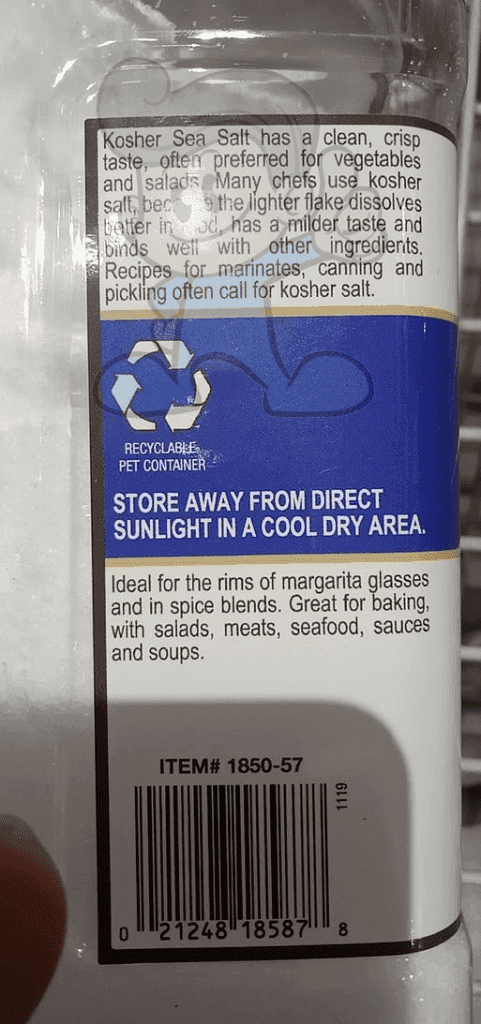 Kosher Sea Salt has a clean, crisp
taste, often preferred for vegetables
and salads. Many chefs use kosher
salt, the lighter flake dissolves
better in has a milder taste and
binds well with other ingredients.
Recipes for marinates, canning and
pickling often call for kosher salt.
RECYCLABLE
PET CONTAINER
STORE AWAY FROM DIRECT
SUNLIGHT IN A COOL DRY AREA.
Ideal for the rims of margarita glasses
and in spice blends. Great for baking,
with salads, meats, seafood, sauces
and soups.
ITEM# 1850-57
1119
0 21248 18587 8